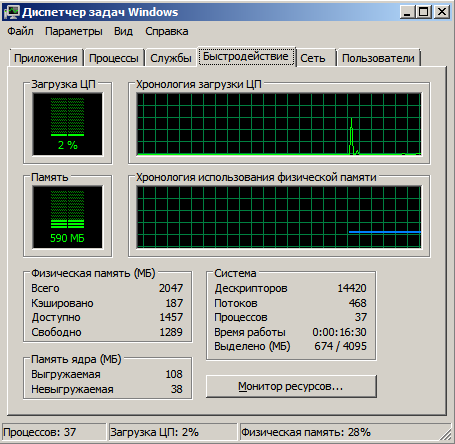 Диспетчер задач Windows
Файл Параметры Вид Справка
Приложения Процессы Службы Быстродействие Сеть Пользователи
Загрузка ЦП Хронология загрузки ЦП
2 %
Память Хронология использования физической памяти
590 МБ
Физическая память (МБ) Система
Всего 2047 Дескрипторов 14420
Кэшировано 187 Потоков 468
Доступно 1457 Процессов 37
Свободно 1289 Время работы 0:00:16:30
Выделено (МБ) 674 / 4095
Память ядра (МБ)
Выгружаемая 108
Невыгружаемая 38 Монитор ресурсов...
Процессов: 37 Загрузка ЦП: 2% Физическая память: 28%